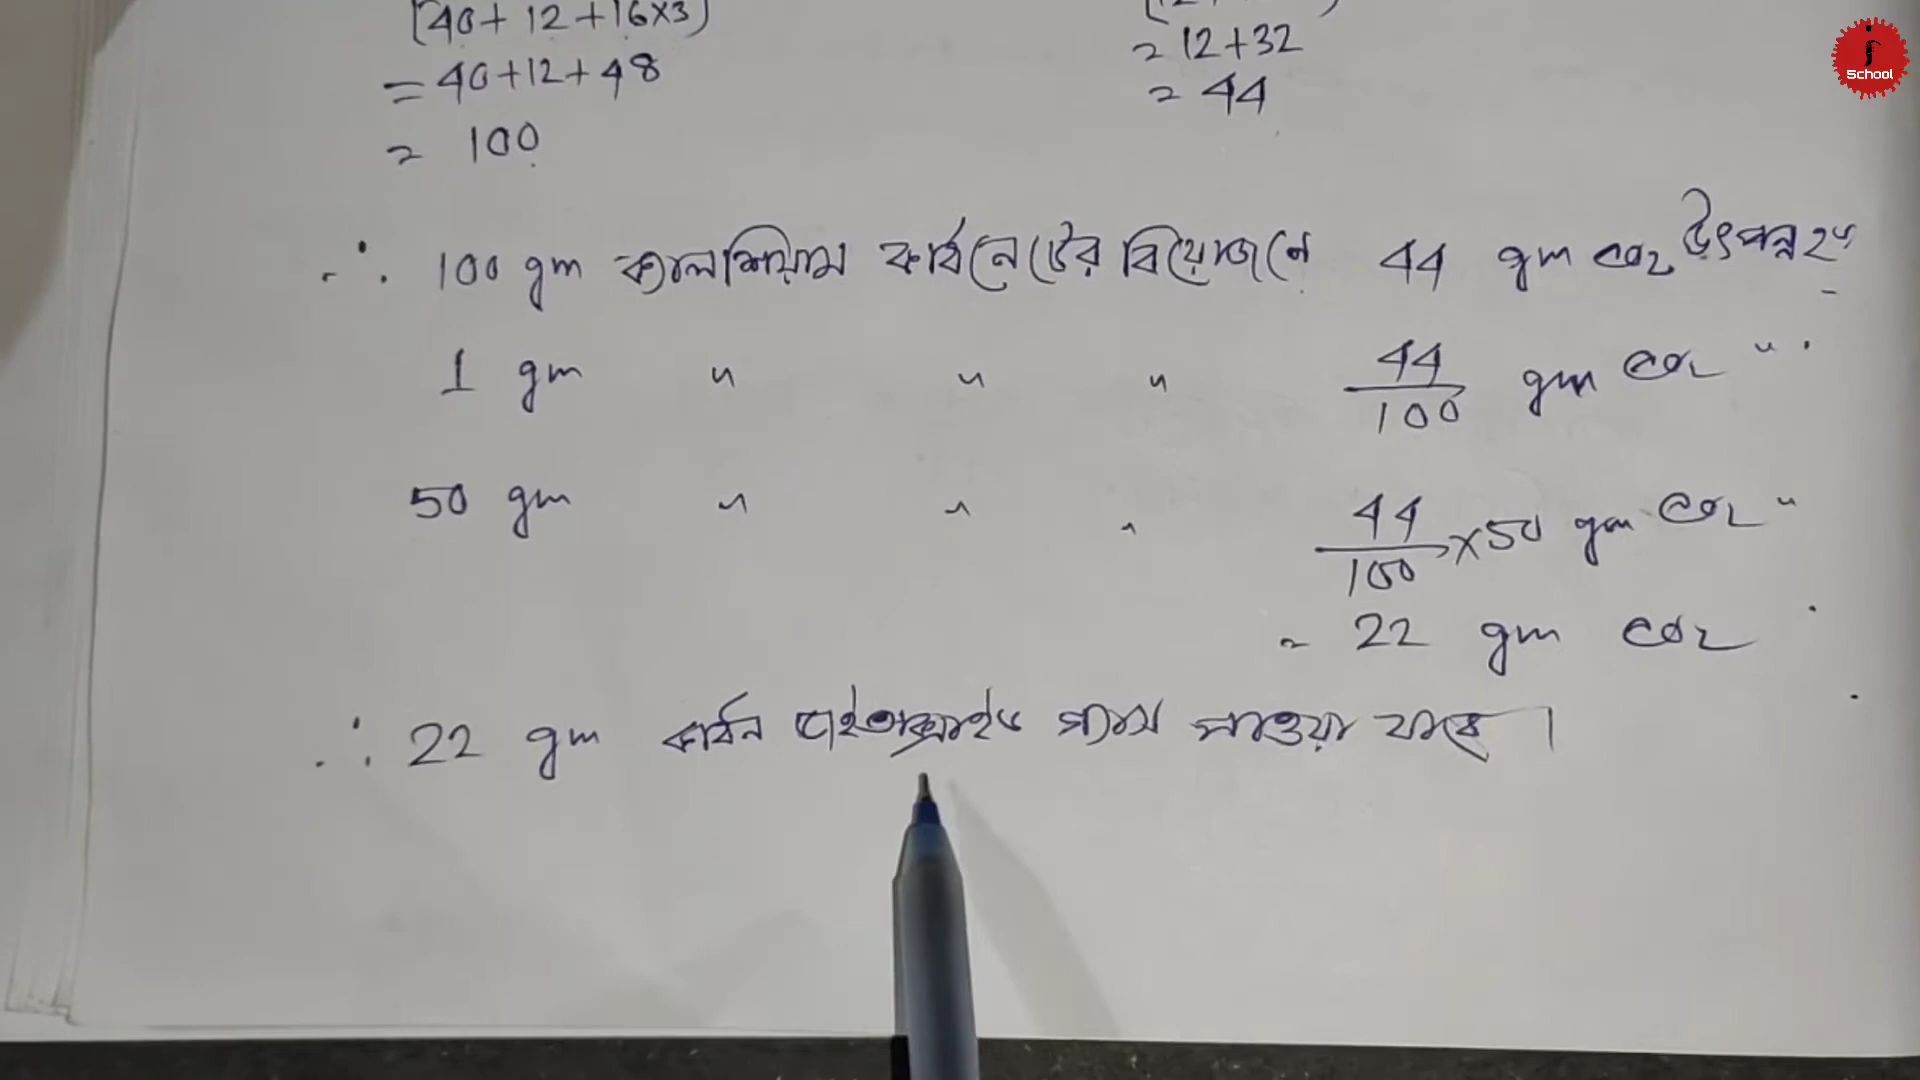 (40+12+16×3)
= 40+12+48
= 100
= 12+32
= 44
∴ 100 gm ক্যালশিয়াম কার্বনেটের বিয়োজনে 44 gm CO₂ উৎপন্ন হয়
1 gm " " " 44/100 gm CO₂ "
50 gm " " " 44/100 ×50 gm CO₂ "
= 22 gm CO₂
∴ 22 gm কার্বন ডাইঅক্সাইড গ্যাস পাওয়া যাবে।
i School